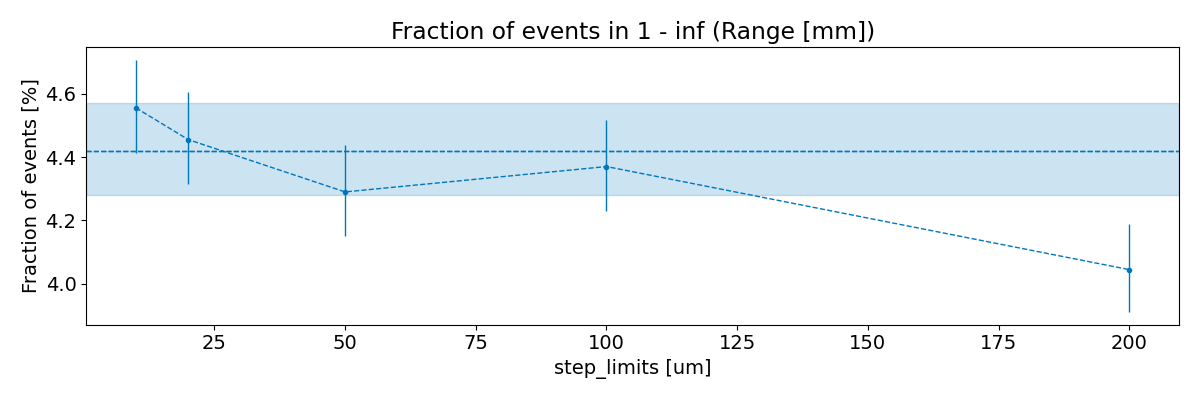 Fraction of events in 1 - inf (Range [mm])
Fraction of events [%]
4.6
4.4
4.2
4.0
25 50 75 100 125 150 175 200
step_limits [um]